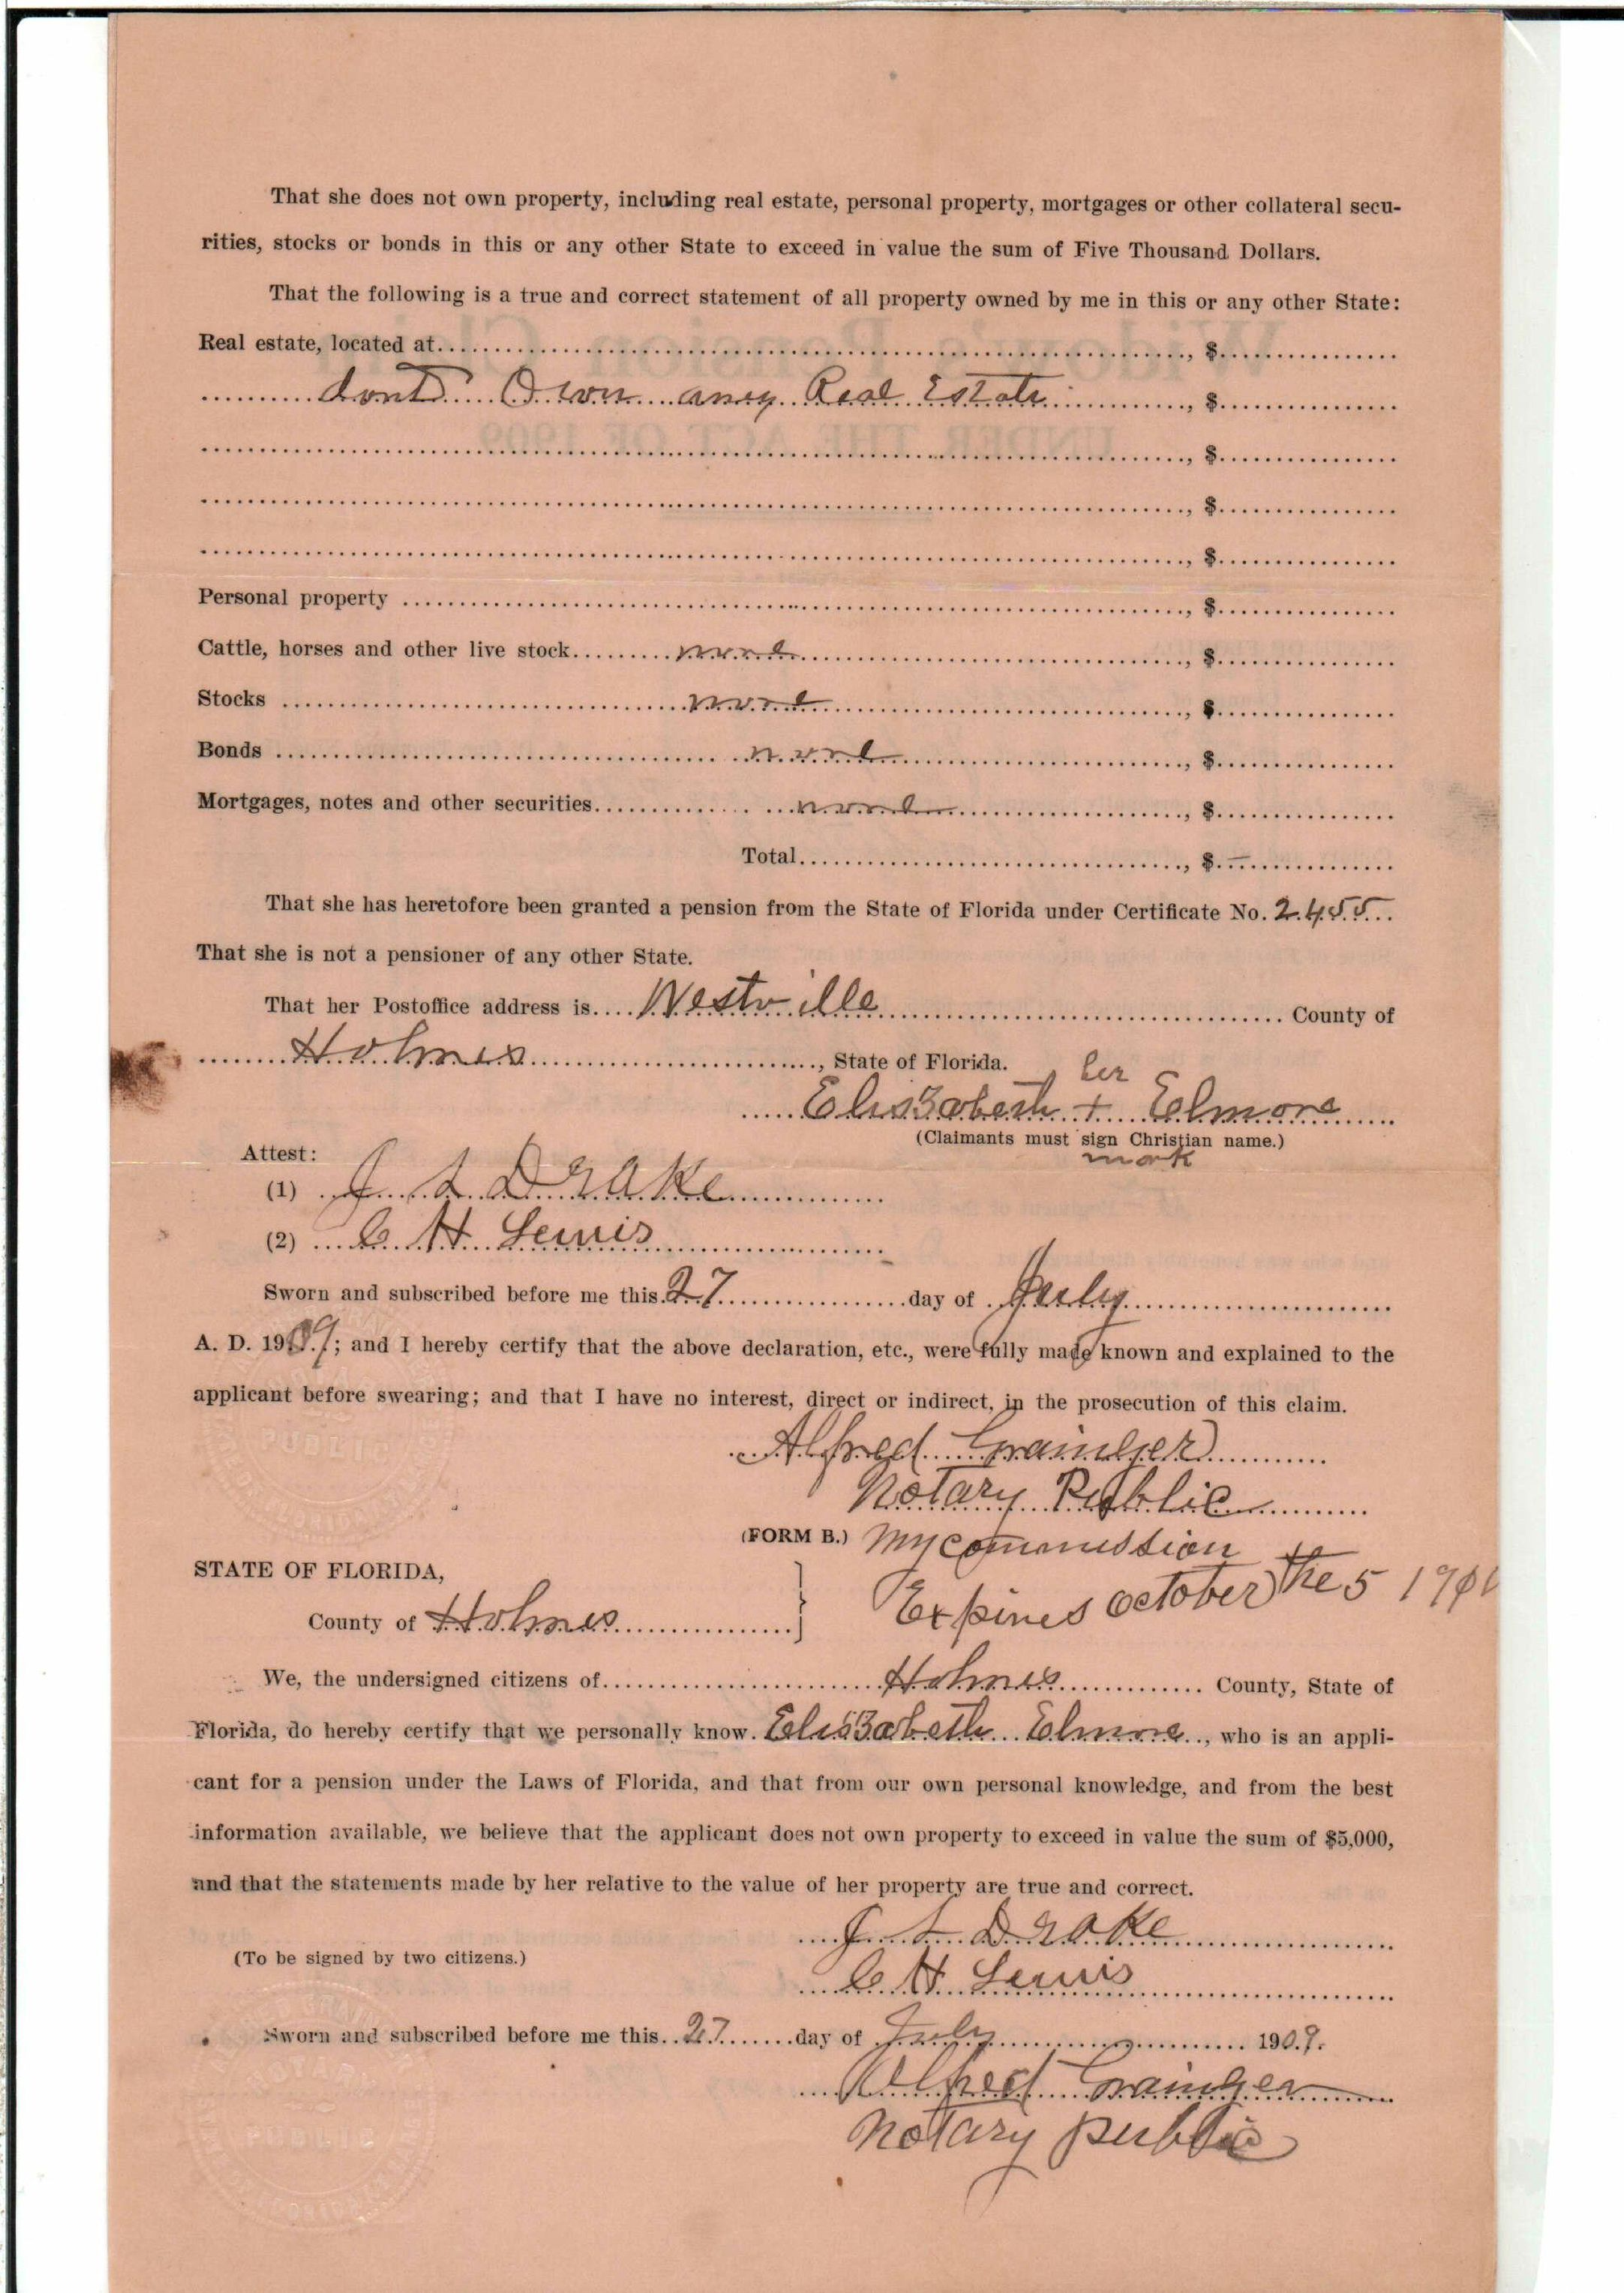 That she does not own property, including real estate, personal property, mortgages or other collateral secu-
rities, stocks or bonds in this or any other State to exceed in value the sum of Five Thousand Dollars.
That the following is a true and correct statement of all property owned by me in this or any other State:
Real estate, located at........................................, $................
dont Own aney Real Estate, $................
........................................, $................
........................................, $................
........................................, $................
Personal property ........................................, $................
Cattle, horses and other live stock.........none........................, $................
Stocks ........................none........................, $................
Bonds ........................none........................, $................
Mortgages, notes and other securities................none................, $................
Total........................................, $.–..............
That she has heretofore been granted a pension from the State of Florida under Certificate No. 2455
That she is not a pensioner of any other State.
That her Postoffice address is....Westville........................ County of
Holmes........................, State of Florida.
her
Eliszabeth + Elmore
(Claimants must sign Christian name.)
mark
Attest:
(1) J L Drake
(2) C H Lewis
Sworn and subscribed before me this 27 day of July
A. D. 1909; and I hereby certify that the above declaration, etc., were fully made known and explained to the
applicant before swearing; and that I have no interest, direct or indirect, in the prosecution of this claim.
Alfred Grainger
Notary Public
(FORM B.) my commission
Expires october the 5
STATE OF FLORIDA,
County of Holmes
We, the undersigned citizens of Holmes County, State of
Florida, do hereby certify that we personally know Eliszabeth Elmore, who is an appli-
cant for a pension under the Laws of Florida, and that from our own personal knowledge, and from the best
information available, we believe that the applicant does not own property to exceed in value the sum of $5,000,
and that the statements made by her relative to the value of her property are true and correct.
J L Drake
(To be signed by two citizens.)
C H Lewis
Sworn and subscribed before me this 27 day of July 1909.
Alfred Grainger
Notary public